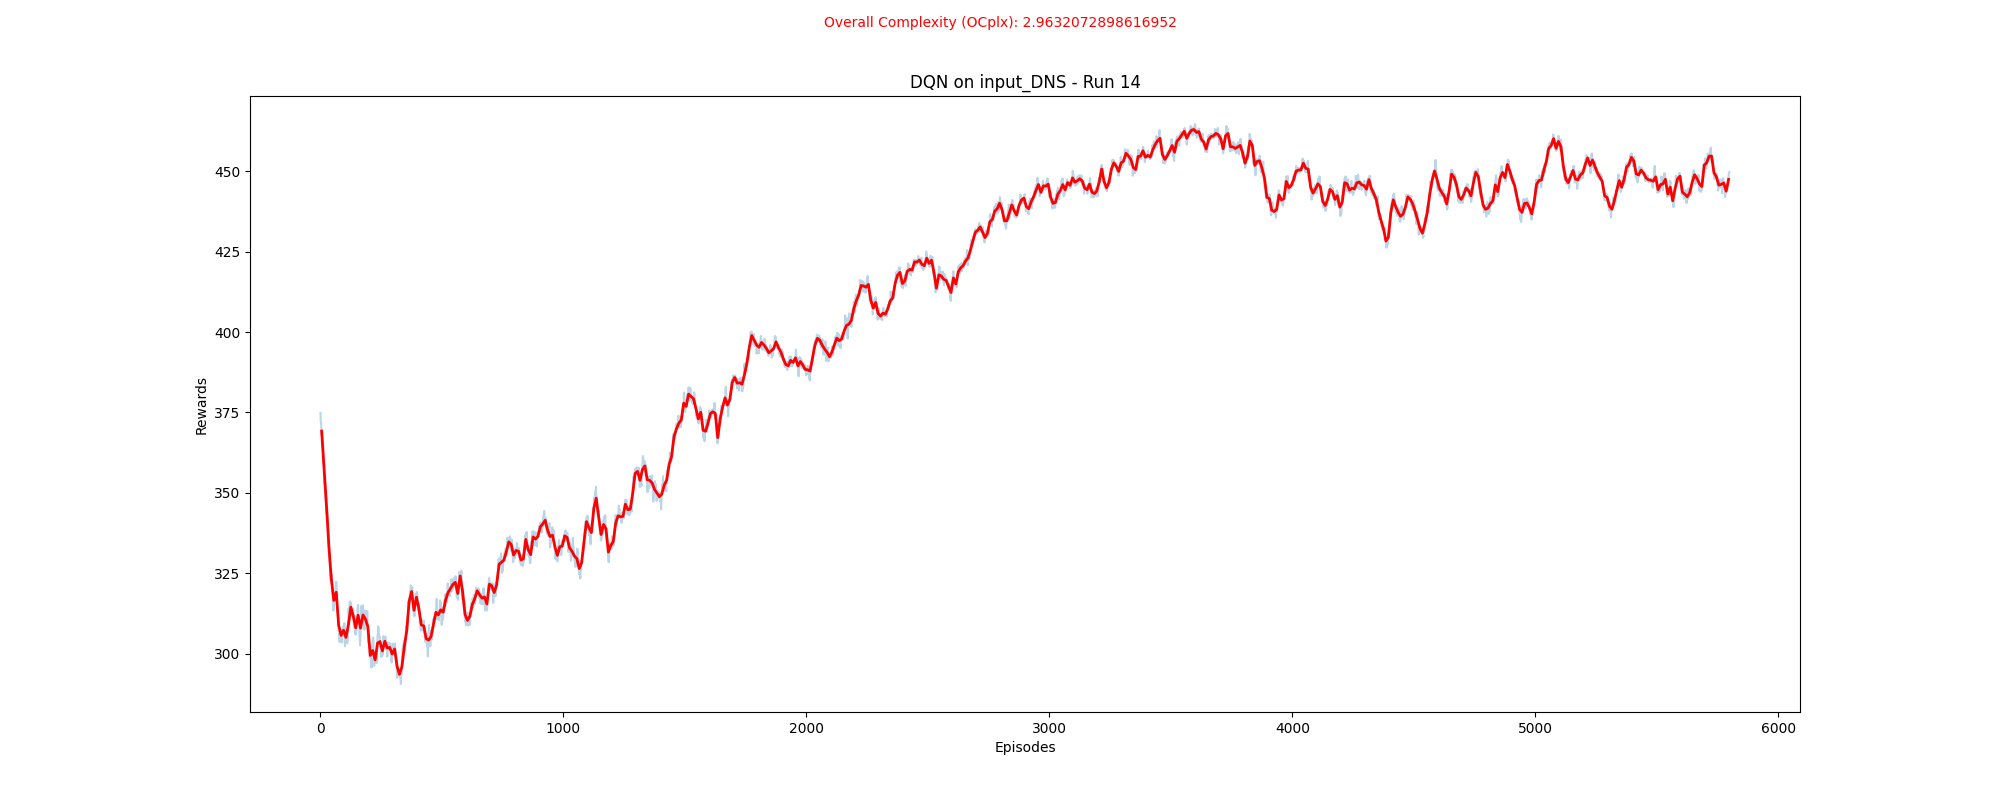 Overall Complexity (OCplx): 2.9632072898616952
DQN on input_DNS - Run 14
450
425
400
375
350
325
300
Rewards
0 1000 2000 3000 4000 5000 6000
Episodes